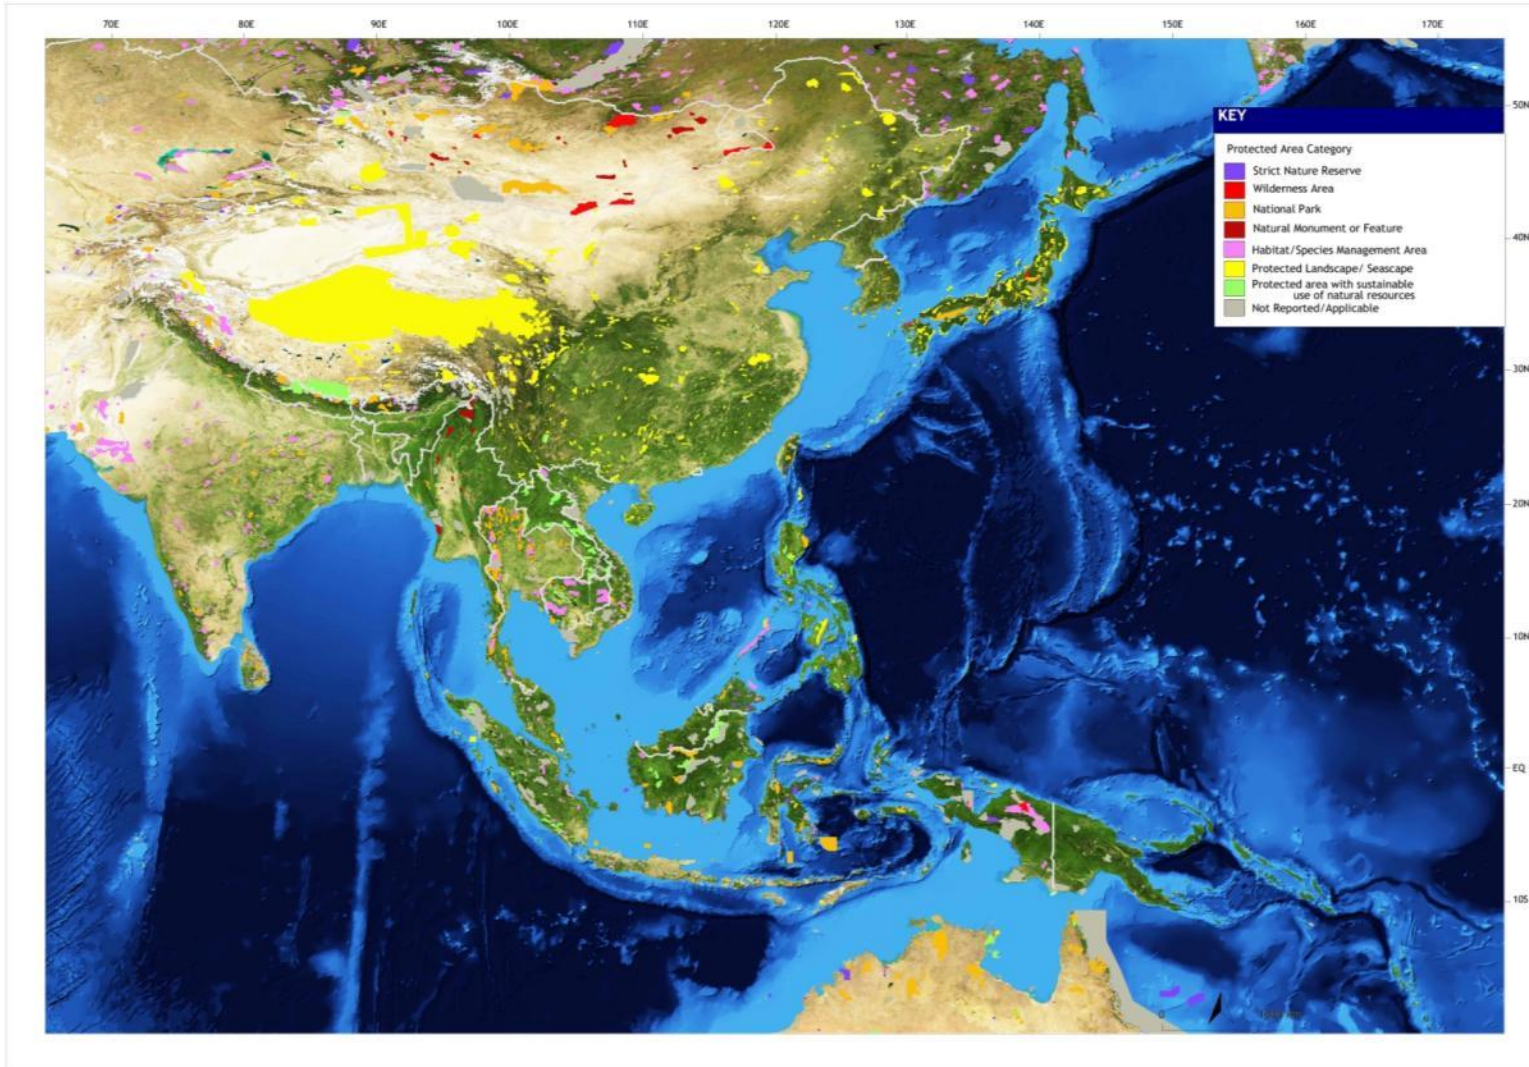 70E 80E 90E 100E 110E 120E 130E 140E 150E 160E 170E
KEY
Protected Area Category
Strict Nature Reserve
Wilderness Area
National Park
Natural Monument or Feature
Habitat/Species Management Area
Protected Landscape/ Seascape
Protected area with sustainable
use of natural resources
Not Reported/Applicable
50N
40N
30N
20N
10N
EQ
10S
0